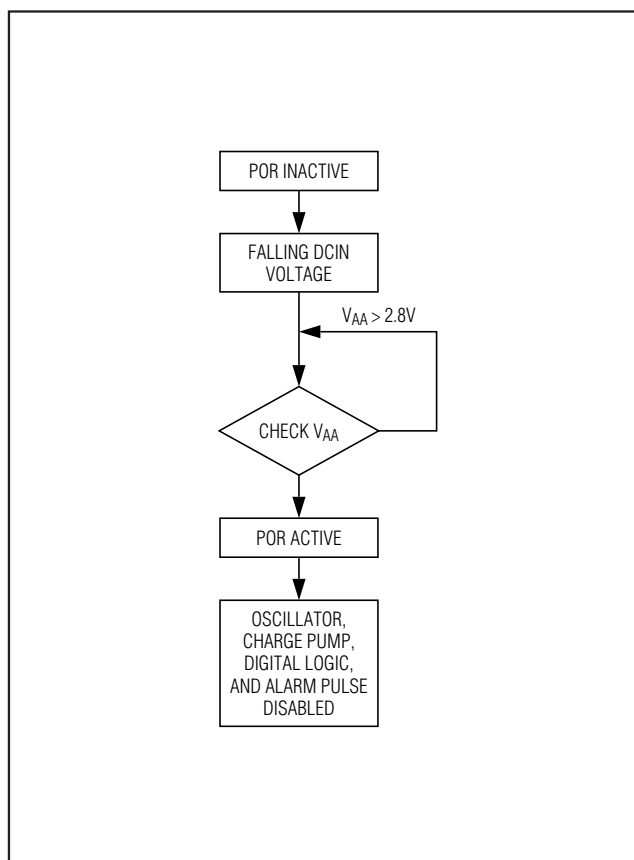 POR INACTIVE
FALLING DCIN
VOLTAGE
VAA > 2.8V
CHECK VAA
POR ACTIVE
OSCILLATOR,
CHARGE PUMP,
DIGITAL LOGIC,
AND ALARM PULSE
DISABLED